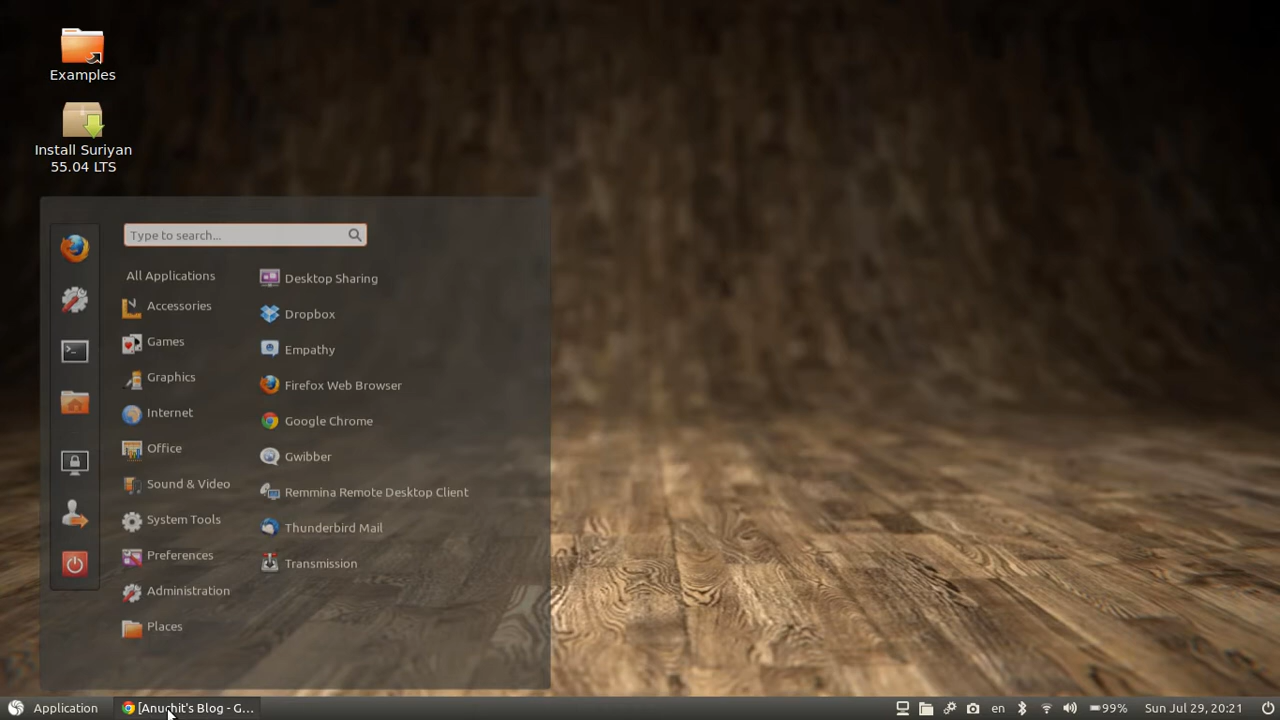 Examples
Install Suriyan
55.04 LTS
Type to search...
All Applications
Accessories
Games
Graphics
Internet
Office
Sound & Video
System Tools
Preferences
Administration
Places
Desktop Sharing
Dropbox
Empathy
Firefox Web Browser
Google Chrome
Gwibber
Remmina Remote Desktop Client
Thunderbird Mail
Transmission
Application
[Anuchit's Blog - G...
en
99%
Sun Jul 29, 20:21